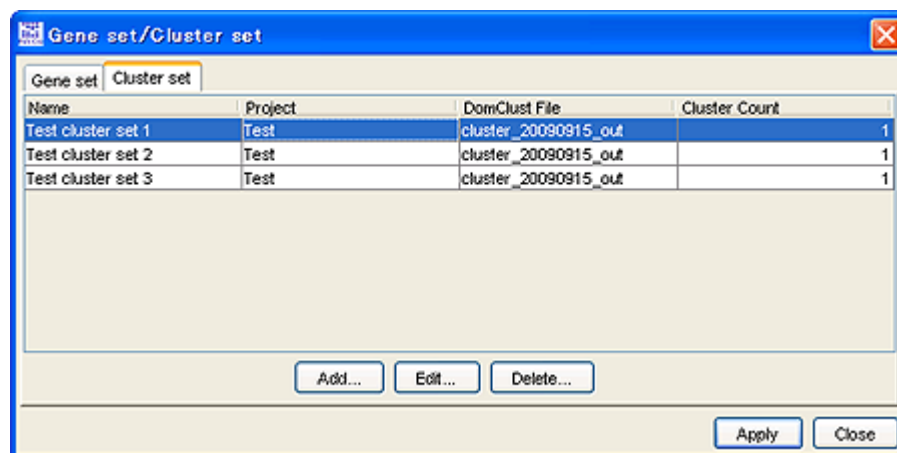 Gene set/Cluster set
Gene set Cluster set
Name Project DomClust File Cluster Count
Test cluster set 1 Test cluster_20090915_out 1
Test cluster set 2 Test cluster_20090915_out 1
Test cluster set 3 Test cluster_20090915_out 1
Add... Edit... Delete...
Apply Close